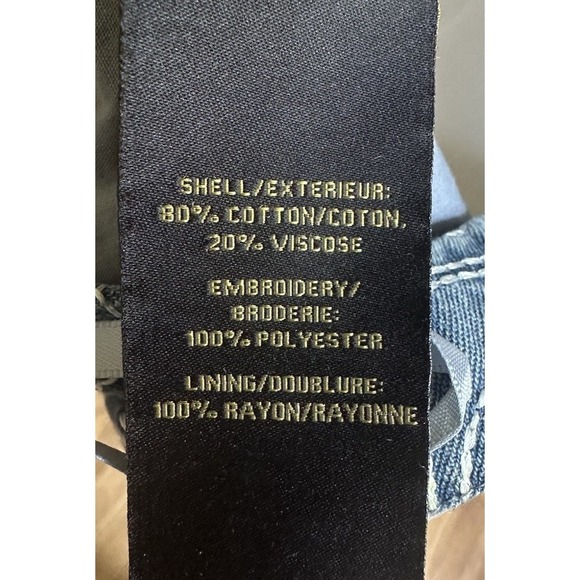 SHELL/EXTERIEUR:
80% COTTON/COTON,
20% VISCOSE
EMBROIDERY/
BRODERIE:
100% POLYESTER
LINING/DOUBLURE:
100% RAYON/RAYONNE